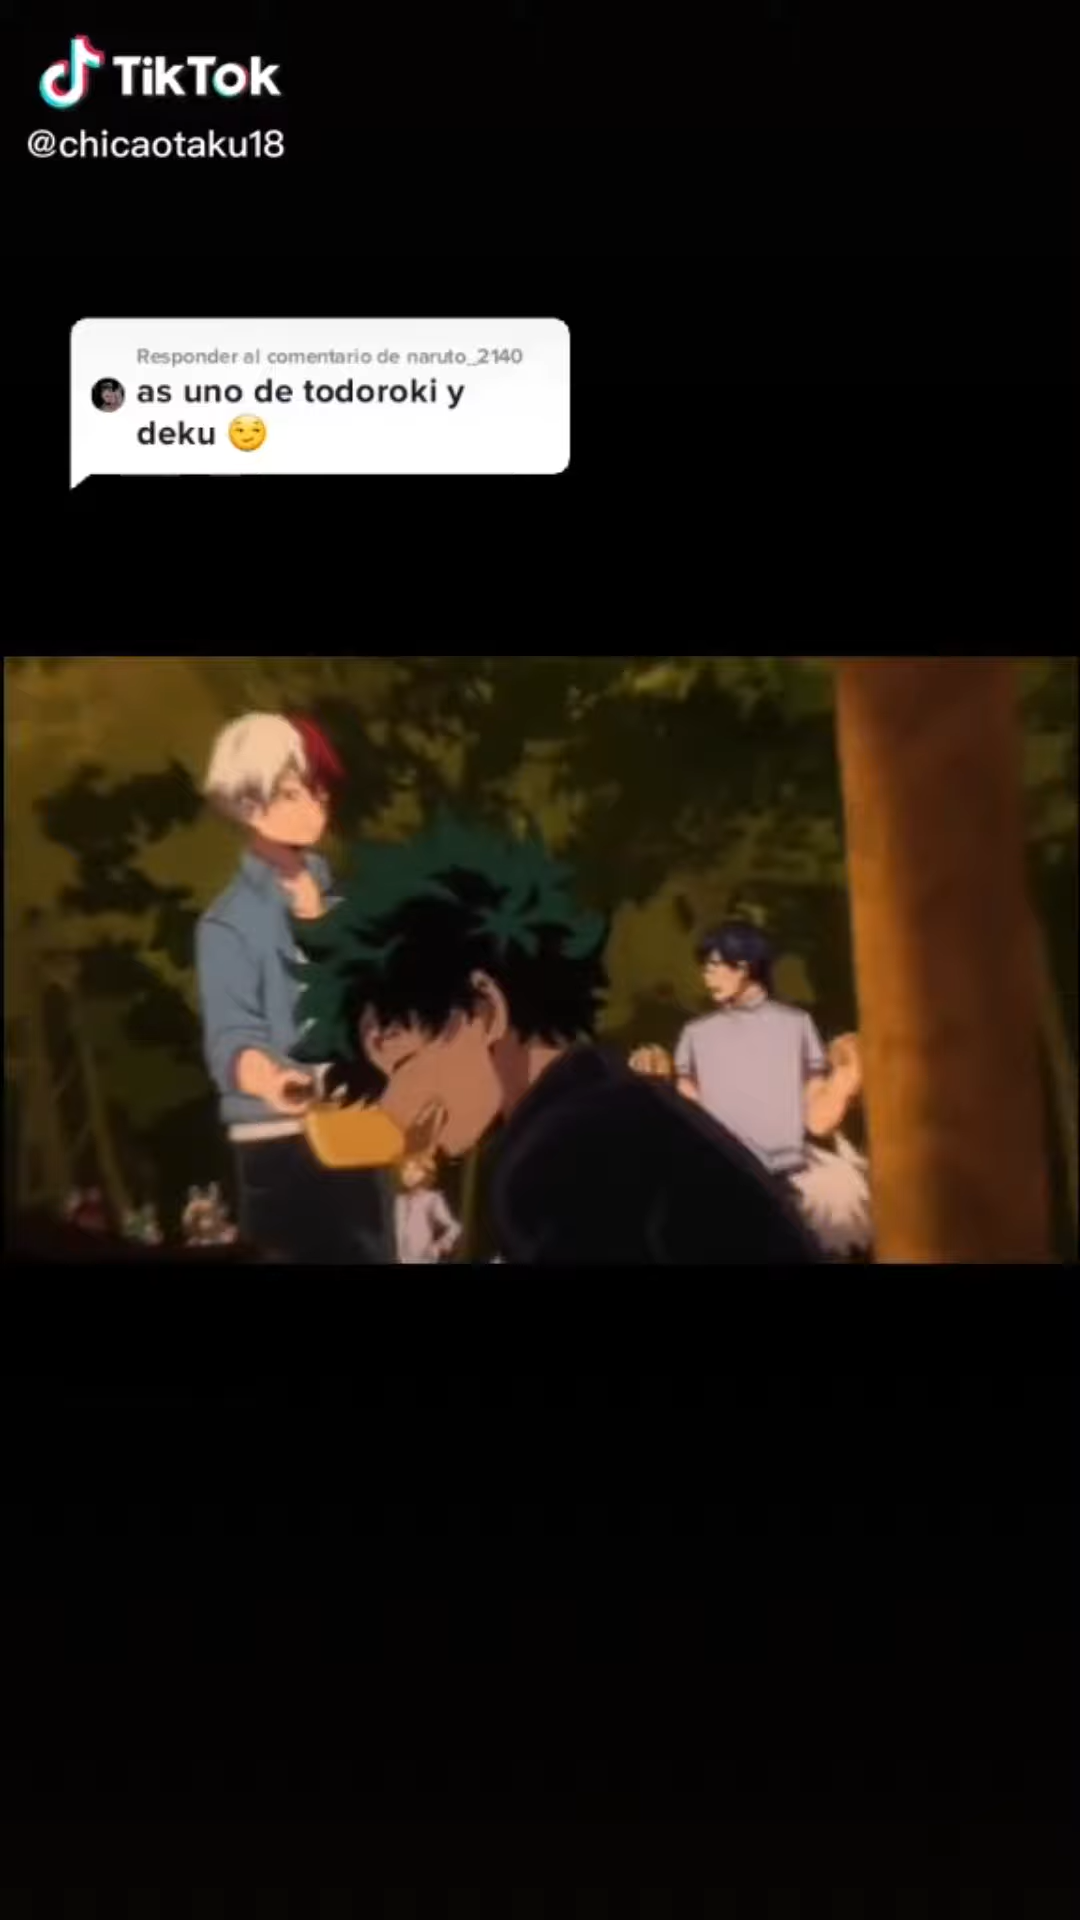 TikTok
@chicaotaku18
Responder al comentario de naruto_2140
as uno de todoroki y
deku 😏